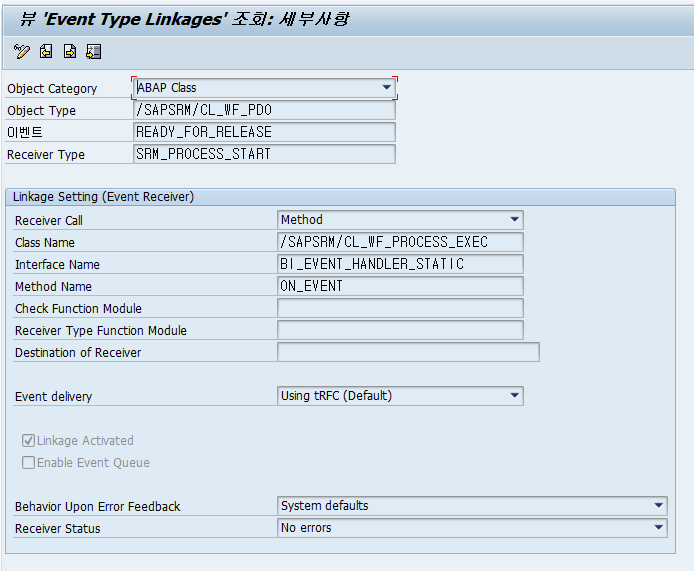 뷰 'Event Type Linkages' 조회: 세부사항
Object Category ABAP Class
Object Type /SAPSRM/CL_WF_PDO
이벤트 READY_FOR_RELEASE
Receiver Type SRM_PROCESS_START
Linkage Setting (Event Receiver)
Receiver Call Method
Class Name /SAPSRM/CL_WF_PROCESS_EXEC
Interface Name BI_EVENT_HANDLER_STATIC
Method Name ON_EVENT
Check Function Module
Receiver Type Function Module
Destination of Receiver
Event delivery Using tRFC (Default)
Linkage Activated
Enable Event Queue
Behavior Upon Error Feedback System defaults
Receiver Status No errors